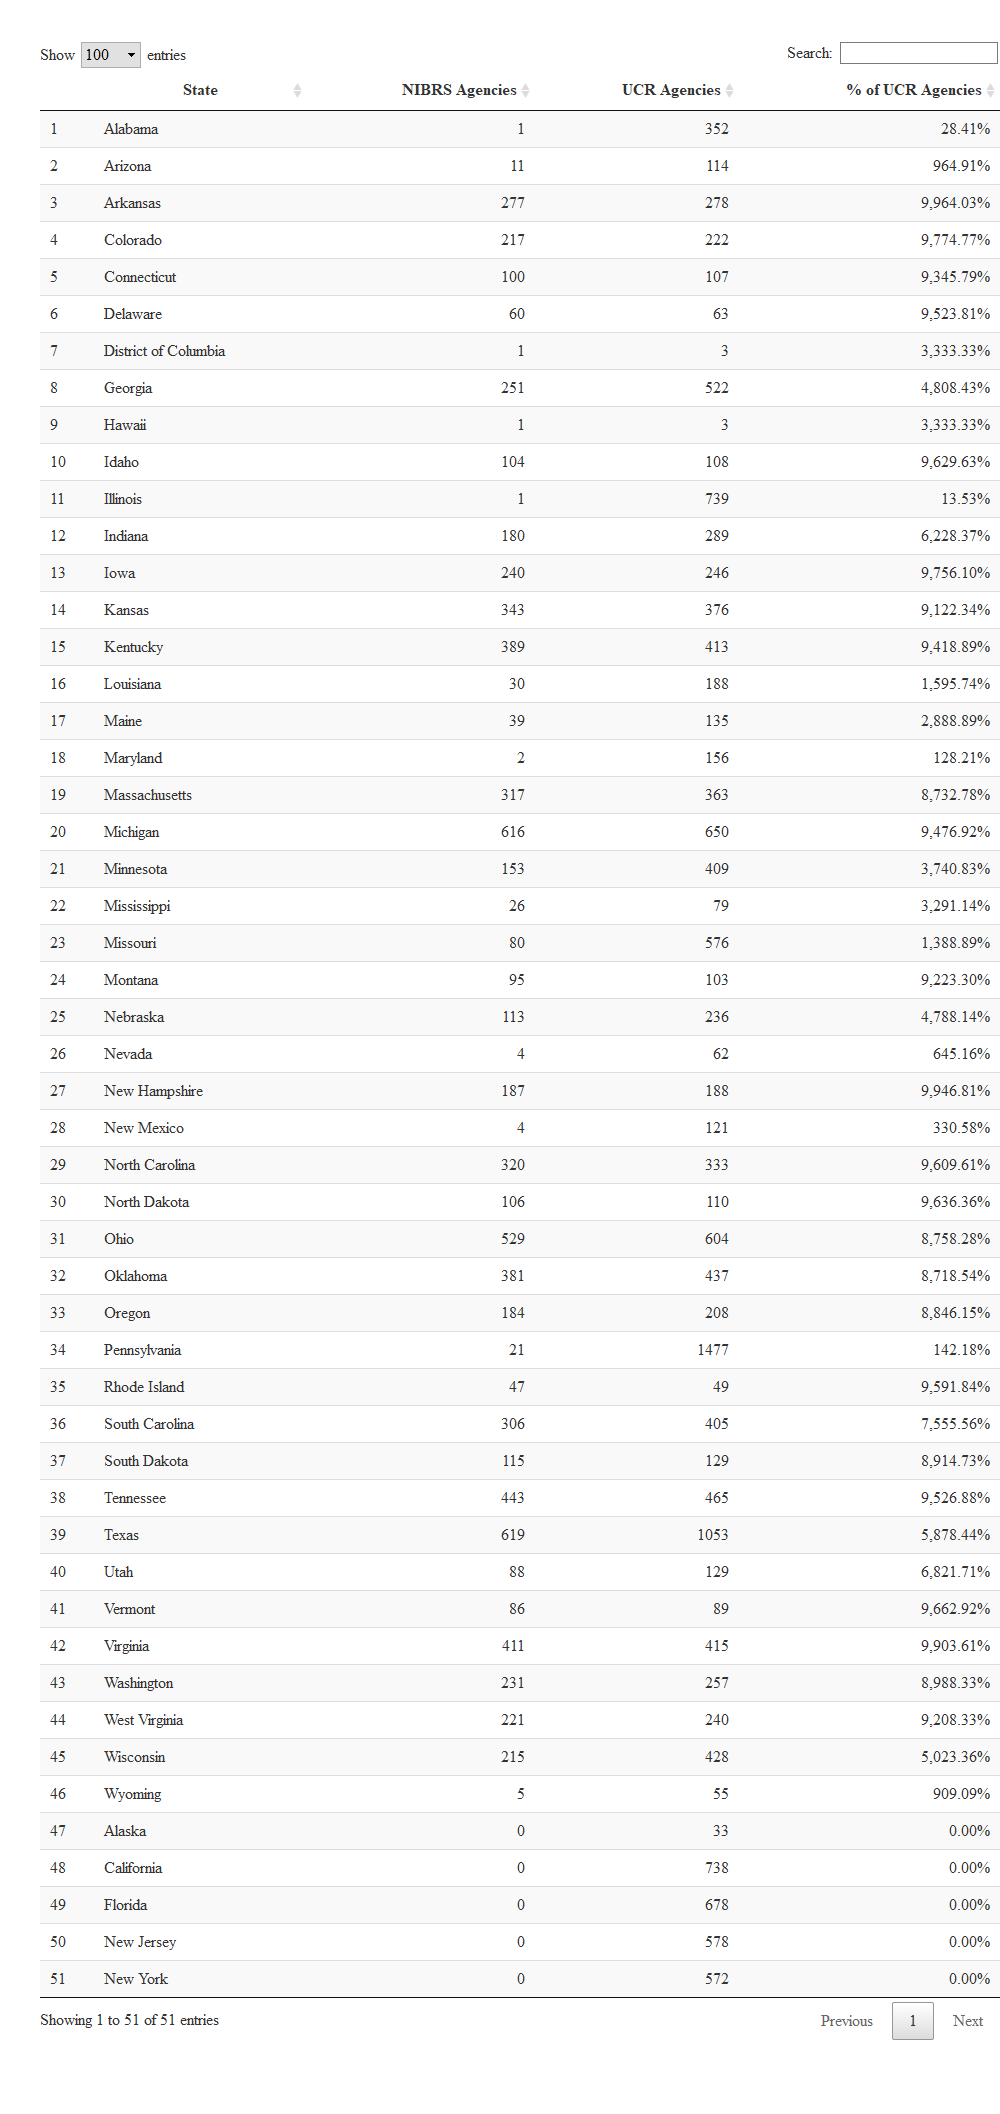 Show 100 entries Search:
State NIBRS Agencies UCR Agencies % of UCR Agencies
1 Alabama 1 352 28.41%
2 Arizona 11 114 964.91%
3 Arkansas 277 278 9,964.03%
4 Colorado 217 222 9,774.77%
5 Connecticut 100 107 9,345.79%
6 Delaware 60 63 9,523.81%
7 District of Columbia 1 3 3,333.33%
8 Georgia 251 522 4,808.43%
9 Hawaii 1 3 3,333.33%
10 Idaho 104 108 9,629.63%
11 Illinois 1 739 13.53%
12 Indiana 180 289 6,228.37%
13 Iowa 240 246 9,756.10%
14 Kansas 343 376 9,122.34%
15 Kentucky 389 413 9,418.89%
16 Louisiana 30 188 1,595.74%
17 Maine 39 135 2,888.89%
18 Maryland 2 156 128.21%
19 Massachusetts 317 363 8,732.78%
20 Michigan 616 650 9,476.92%
21 Minnesota 153 409 3,740.83%
22 Mississippi 26 79 3,291.14%
23 Missouri 80 576 1,388.89%
24 Montana 95 103 9,223.30%
25 Nebraska 113 236 4,788.14%
26 Nevada 4 62 645.16%
27 New Hampshire 187 188 9,946.81%
28 New Mexico 4 121 330.58%
29 North Carolina 320 333 9,609.61%
30 North Dakota 106 110 9,636.36%
31 Ohio 529 604 8,758.28%
32 Oklahoma 381 437 8,718.54%
33 Oregon 184 208 8,846.15%
34 Pennsylvania 21 1477 142.18%
35 Rhode Island 47 49 9,591.84%
36 South Carolina 306 405 7,555.56%
37 South Dakota 115 129 8,914.73%
38 Tennessee 443 465 9,526.88%
39 Texas 619 1053 5,878.44%
40 Utah 88 129 6,821.71%
41 Vermont 86 89 9,662.92%
42 Virginia 411 415 9,903.61%
43 Washington 231 257 8,988.33%
44 West Virginia 221 240 9,208.33%
45 Wisconsin 215 428 5,023.36%
46 Wyoming 5 55 909.09%
47 Alaska 0 33 0.00%
48 California 0 738 0.00%
49 Florida 0 678 0.00%
50 New Jersey 0 578 0.00%
51 New York 0 572 0.00%
Showing 1 to 51 of 51 entries Previous 1 Next